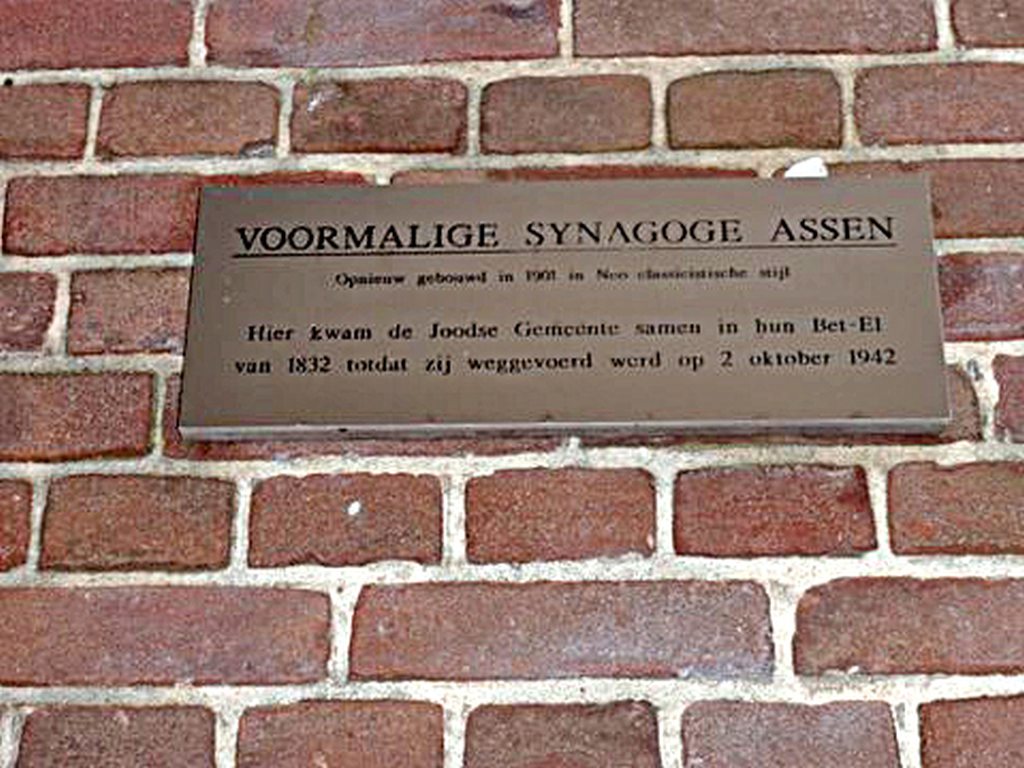 VOORMALIGE SYNAGOGE ASSEN
Opnieuw gebouwd in 1901 in Neo classicistische stijl
Hier kwam de Joodse Gemeente samen in hun Bet-El
van 1832 totdat zij weggevoerd werd op 2 oktober 1942